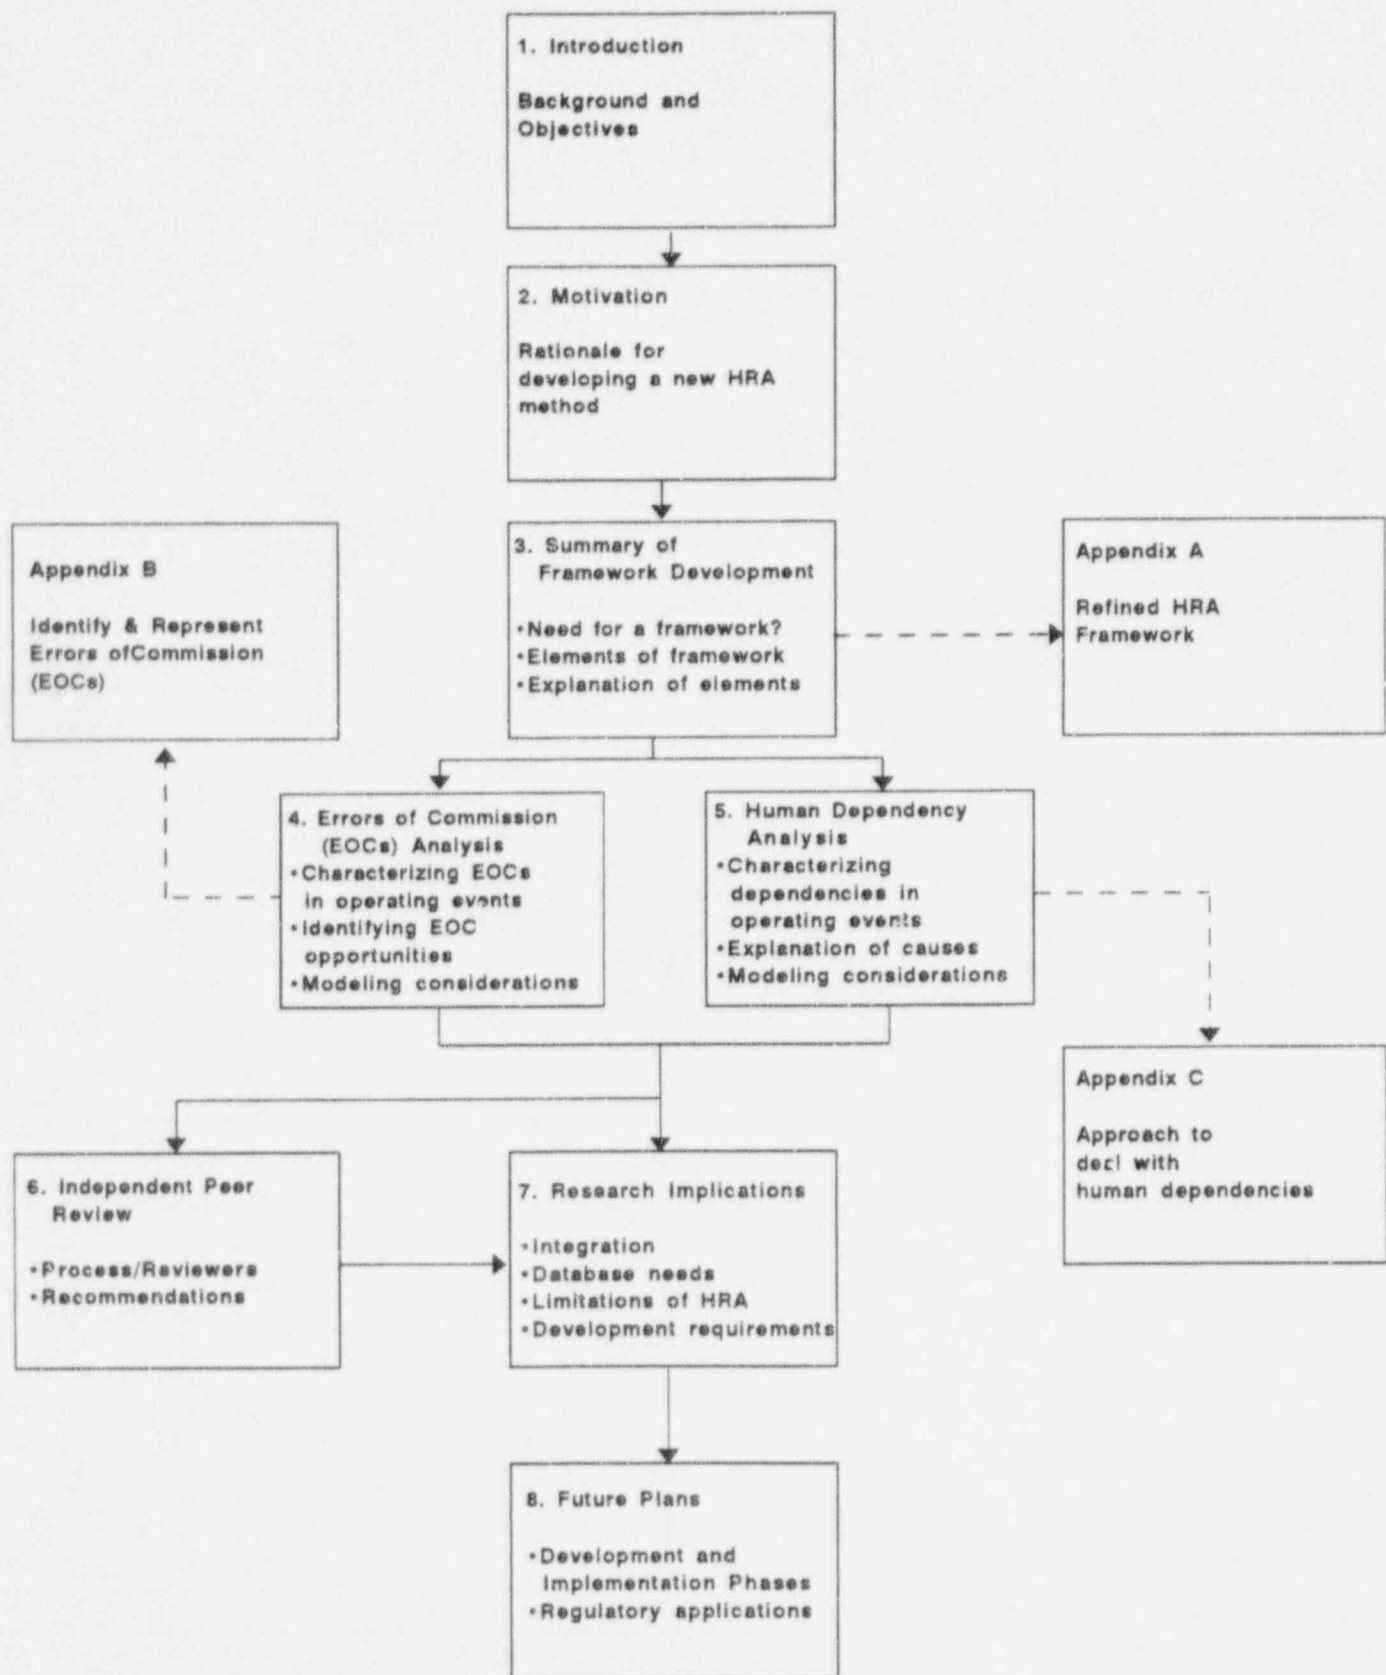 1. Introduction
Background and
Objectives
2. Motivation
Rationale for
developing a new HRA
method
3. Summary of
Framework Development
•Need for a framework?
•Elements of framework
•Explanation of elements
Appendix A
Refined HRA
Framework
Appendix B
Identify & Represent
Errors ofCommission
(EOCs)
4. Errors of Commission
(EOCs) Analysis
•Characterizing EOCs
in operating events
•Identifying EOC
opportunities
•Modeling considerations
5. Human Dependency
Analysis
•Characterizing
dependencies in
operating events
•Explanation of causes
•Modeling considerations
Appendix C
Approach to
deal with
human dependencies
6. Independent Peer
Review
•Process/Reviewers
•Recommendations
7. Research Implications
•Integration
•Database needs
•Limitations of HRA
•Development requirements
8. Future Plans
•Development and
Implementation Phases
•Regulatory applications